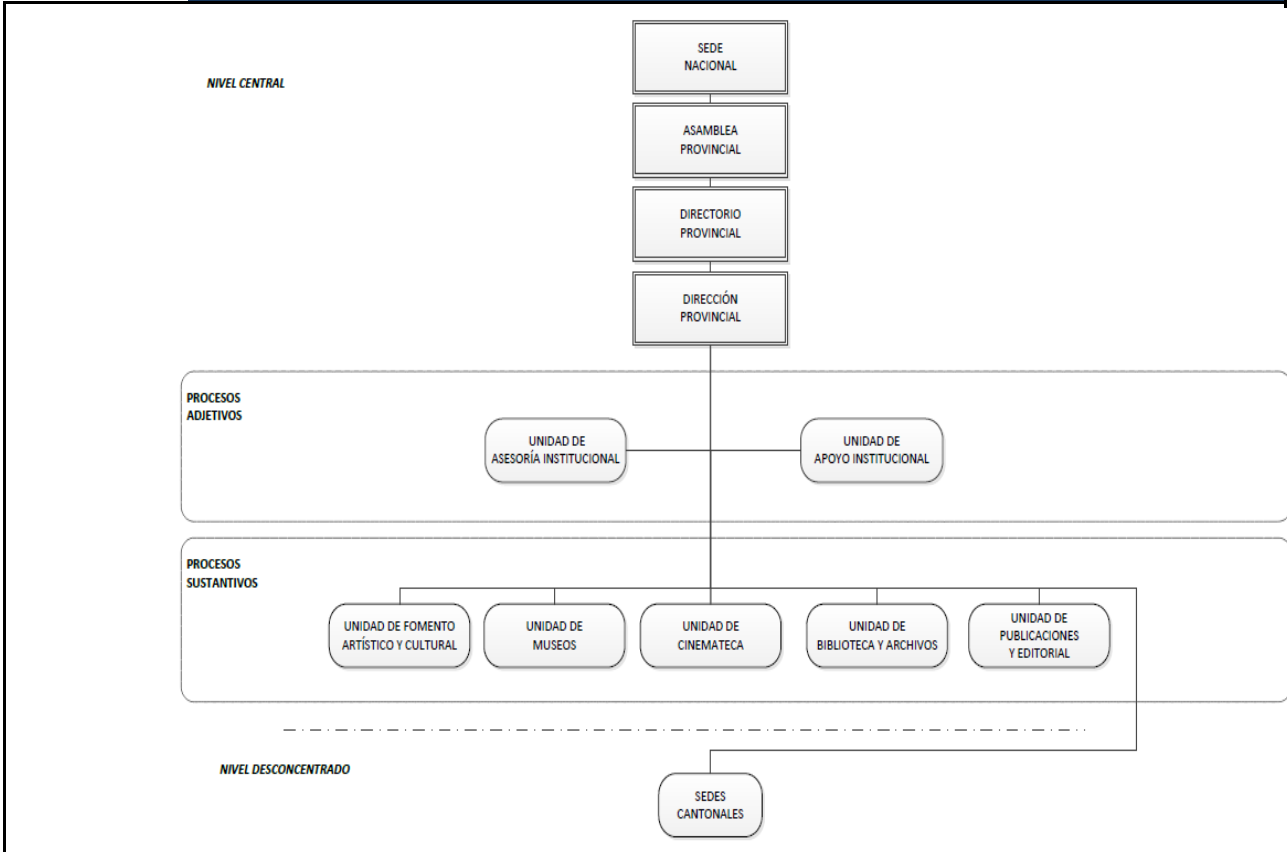 SEDE
NACIONAL
NIVEL CENTRAL
ASAMBLEA
PROVINCIAL
DIRECTORIO
PROVINCIAL
DIRECCIÓN
PROVINCIAL
PROCESOS
ADJETIVOS
UNIDAD DE
ASESORÍA INSTITUCIONAL
UNIDAD DE
APOYO INSTITUCIONAL
PROCESOS
SUSTANTIVOS
UNIDAD DE FOMENTO
ARTÍSTICO Y CULTURAL
UNIDAD DE
MUSEOS
UNIDAD DE
CINEMATECA
UNIDAD DE
BIBLIOTECA Y ARCHIVOS
UNIDAD DE
PUBLICACIONES
Y EDITORIAL
NIVEL DESCONCENTRADO
SEDES
CANTONALES